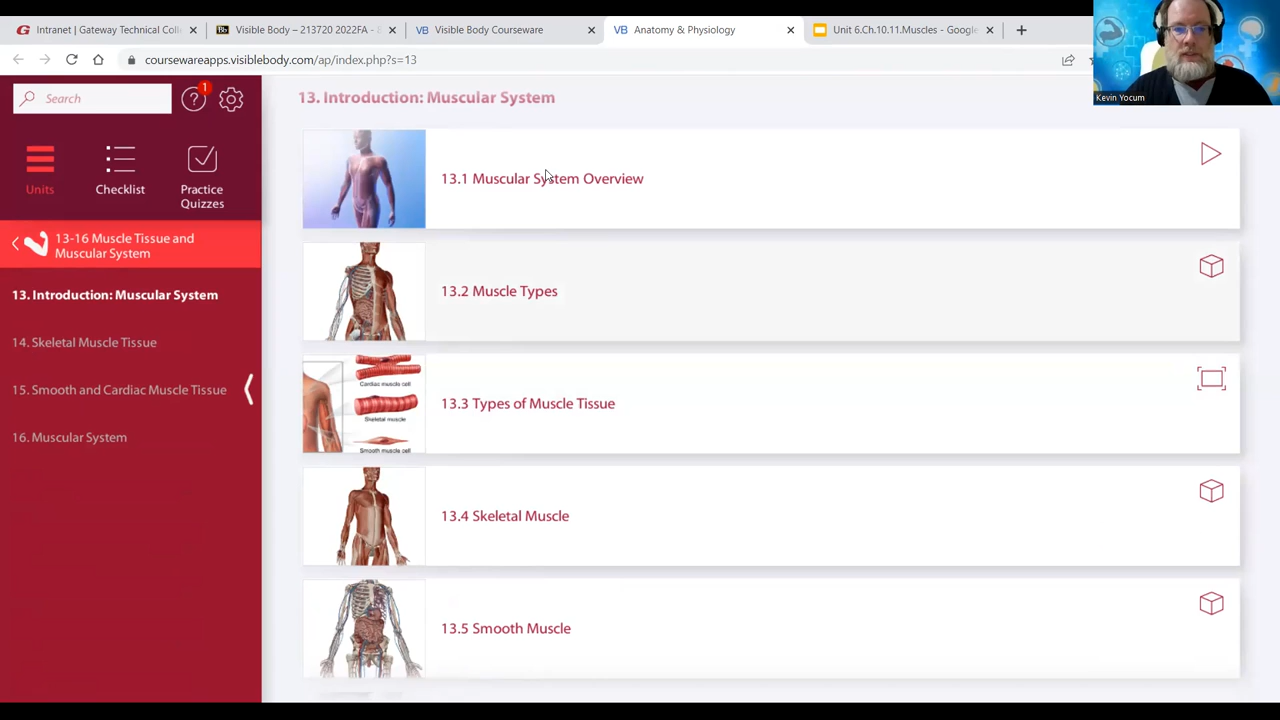 Intranet | Gateway Technical Coll
Visible Body – 213720 2022FA -
Visible Body Courseware
Anatomy & Physiology
Unit 6.Ch.10.11.Muscles - Google
coursewareapps.visiblebody.com/ap/index.php?s=13
Kevin Yocum
Search
1
Units
Checklist
Practice
Quizzes
13-16 Muscle Tissue and
Muscular System
13. Introduction: Muscular System
14. Skeletal Muscle Tissue
15. Smooth and Cardiac Muscle Tissue
16. Muscular System
13. Introduction: Muscular System
13.1 Muscular System Overview
13.2 Muscle Types
Cardiac muscle cell
Skeletal muscle
Smooth muscle cell
13.3 Types of Muscle Tissue
13.4 Skeletal Muscle
13.5 Smooth Muscle